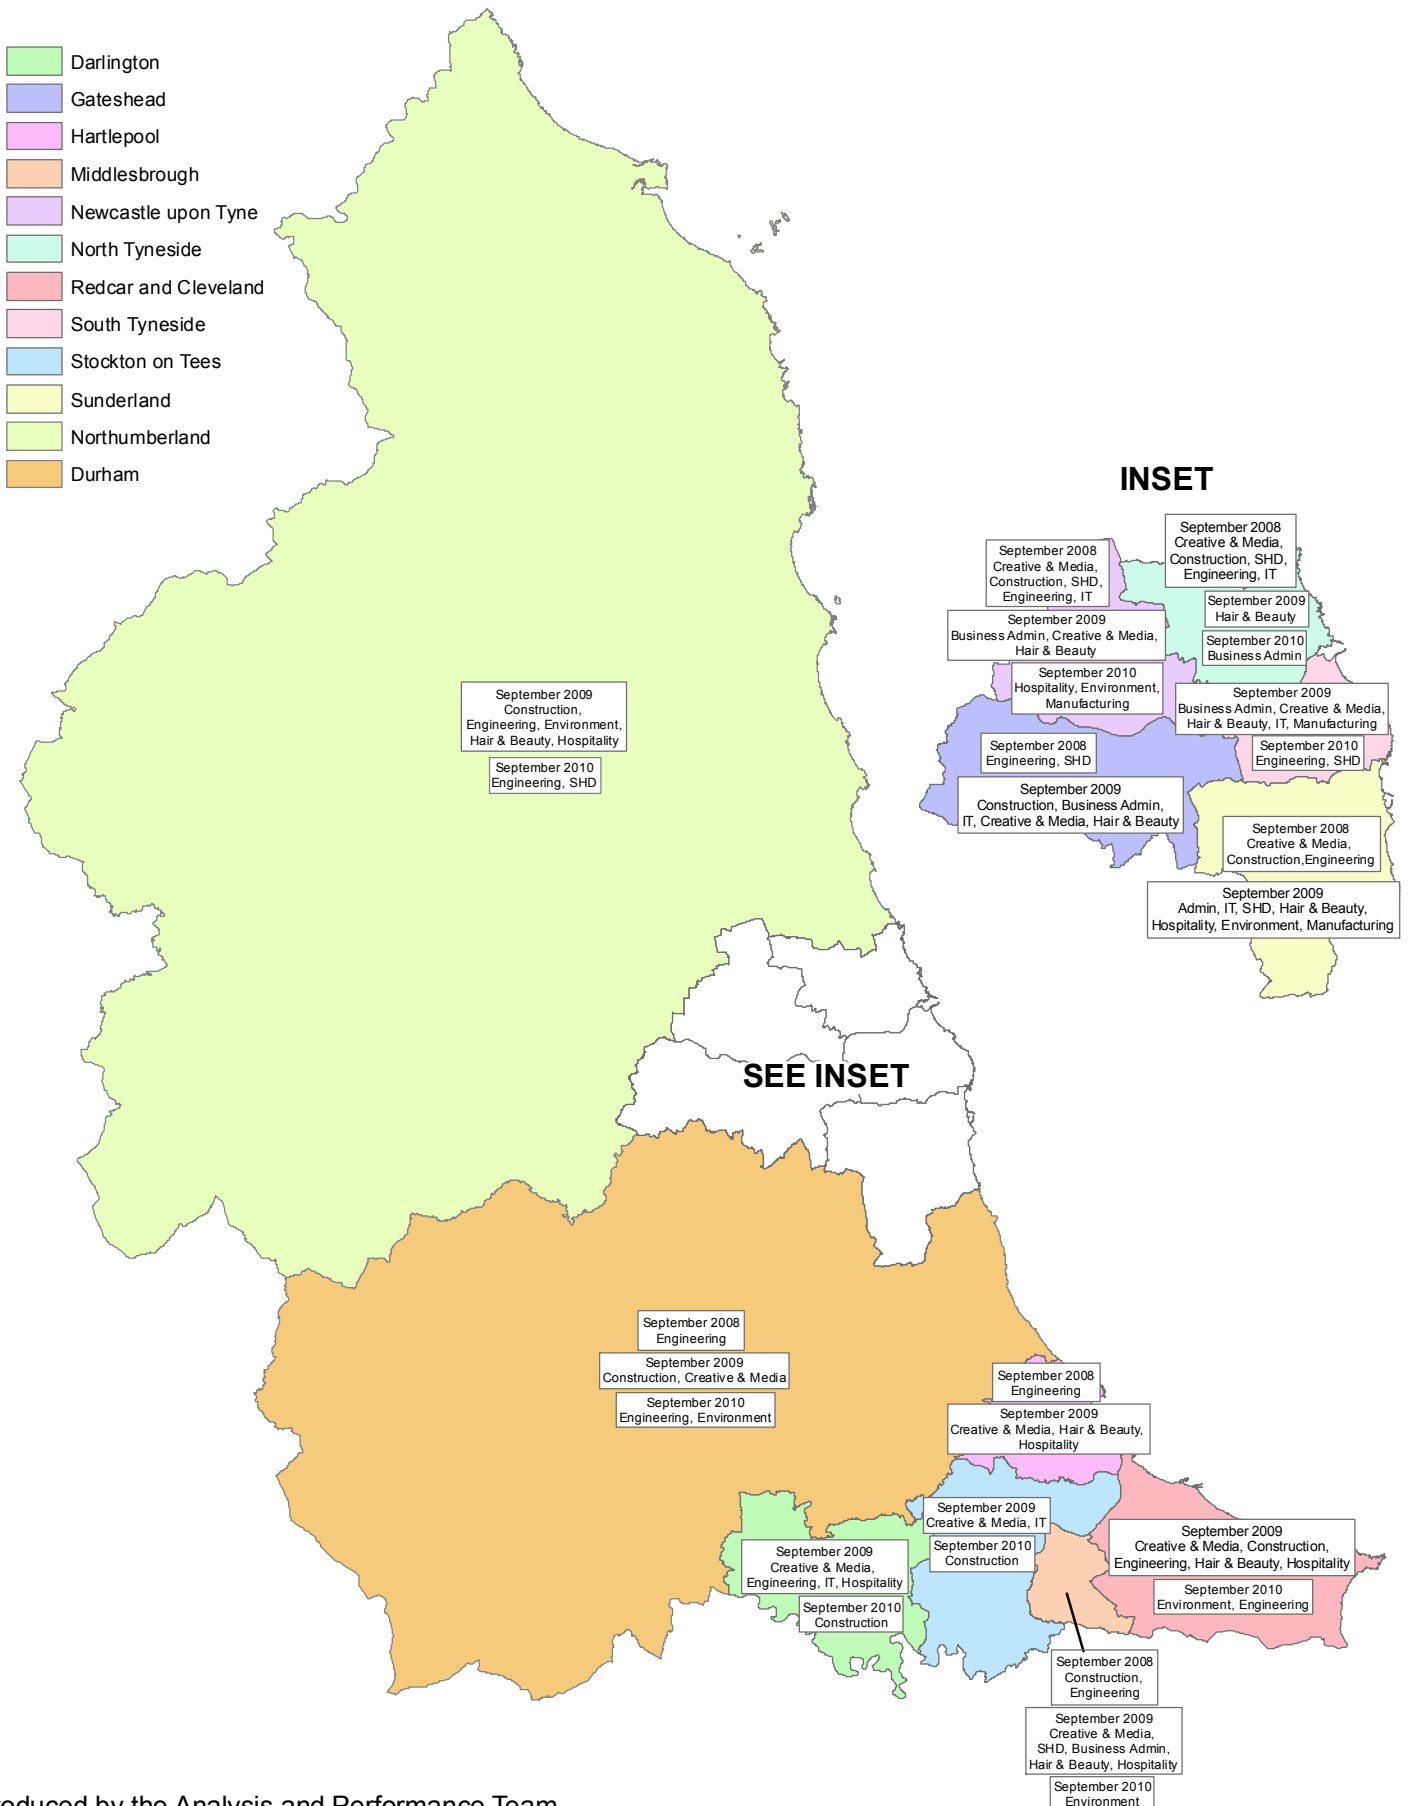 Darlington
Gateshead
Hartlepool
Middlesbrough
Newcastle upon Tyne
North Tyneside
Redcar and Cleveland
South Tyneside
Stockton on Tees
Sunderland
Northumberland
Durham
INSET
September 2008
Creative & Media,
Construction, SHD,
Engineering, IT
September 2009
Hair & Beauty
September 2010
Business Admin
September 2008
Creative & Media,
Construction, SHD,
Engineering, IT
September 2009
Business Admin, Creative & Media,
Hair & Beauty
September 2010
Hospitality, Environment,
Manufacturing
September 2009
Business Admin, Creative & Media,
Hair & Beauty, IT, Manufacturing
September 2010
Engineering, SHD
September 2008
Engineering, SHD
September 2009
Construction, Business Admin,
IT, Creative & Media, Hair & Beauty
September 2008
Creative & Media,
Construction,Engineering
September 2009
Admin, IT, SHD, Hair & Beauty,
Hospitality, Environment, Manufacturing
September 2009
Construction,
Engineering, Environment,
Hair & Beauty, Hospitality
September 2010
Engineering, SHD
SEE INSET
September 2008
Engineering
September 2009
Construction, Creative & Media
September 2010
Engineering, Environment
September 2008
Engineering
September 2009
Creative & Media, Hair & Beauty,
Hospitality
September 2009
Creative & Media, IT
September 2010
Construction
September 2009
Creative & Media, Construction,
Engineering, Hair & Beauty, Hospitality
September 2010
Environment, Engineering
September 2009
Creative & Media,
Engineering, IT, Hospitality
September 2010
Construction
September 2008
Construction,
Engineering
September 2009
Creative & Media,
SHD, Business Admin,
Hair & Beauty, Hospitality
September 2010
Environment
oduced by the Analysis and Performance Team